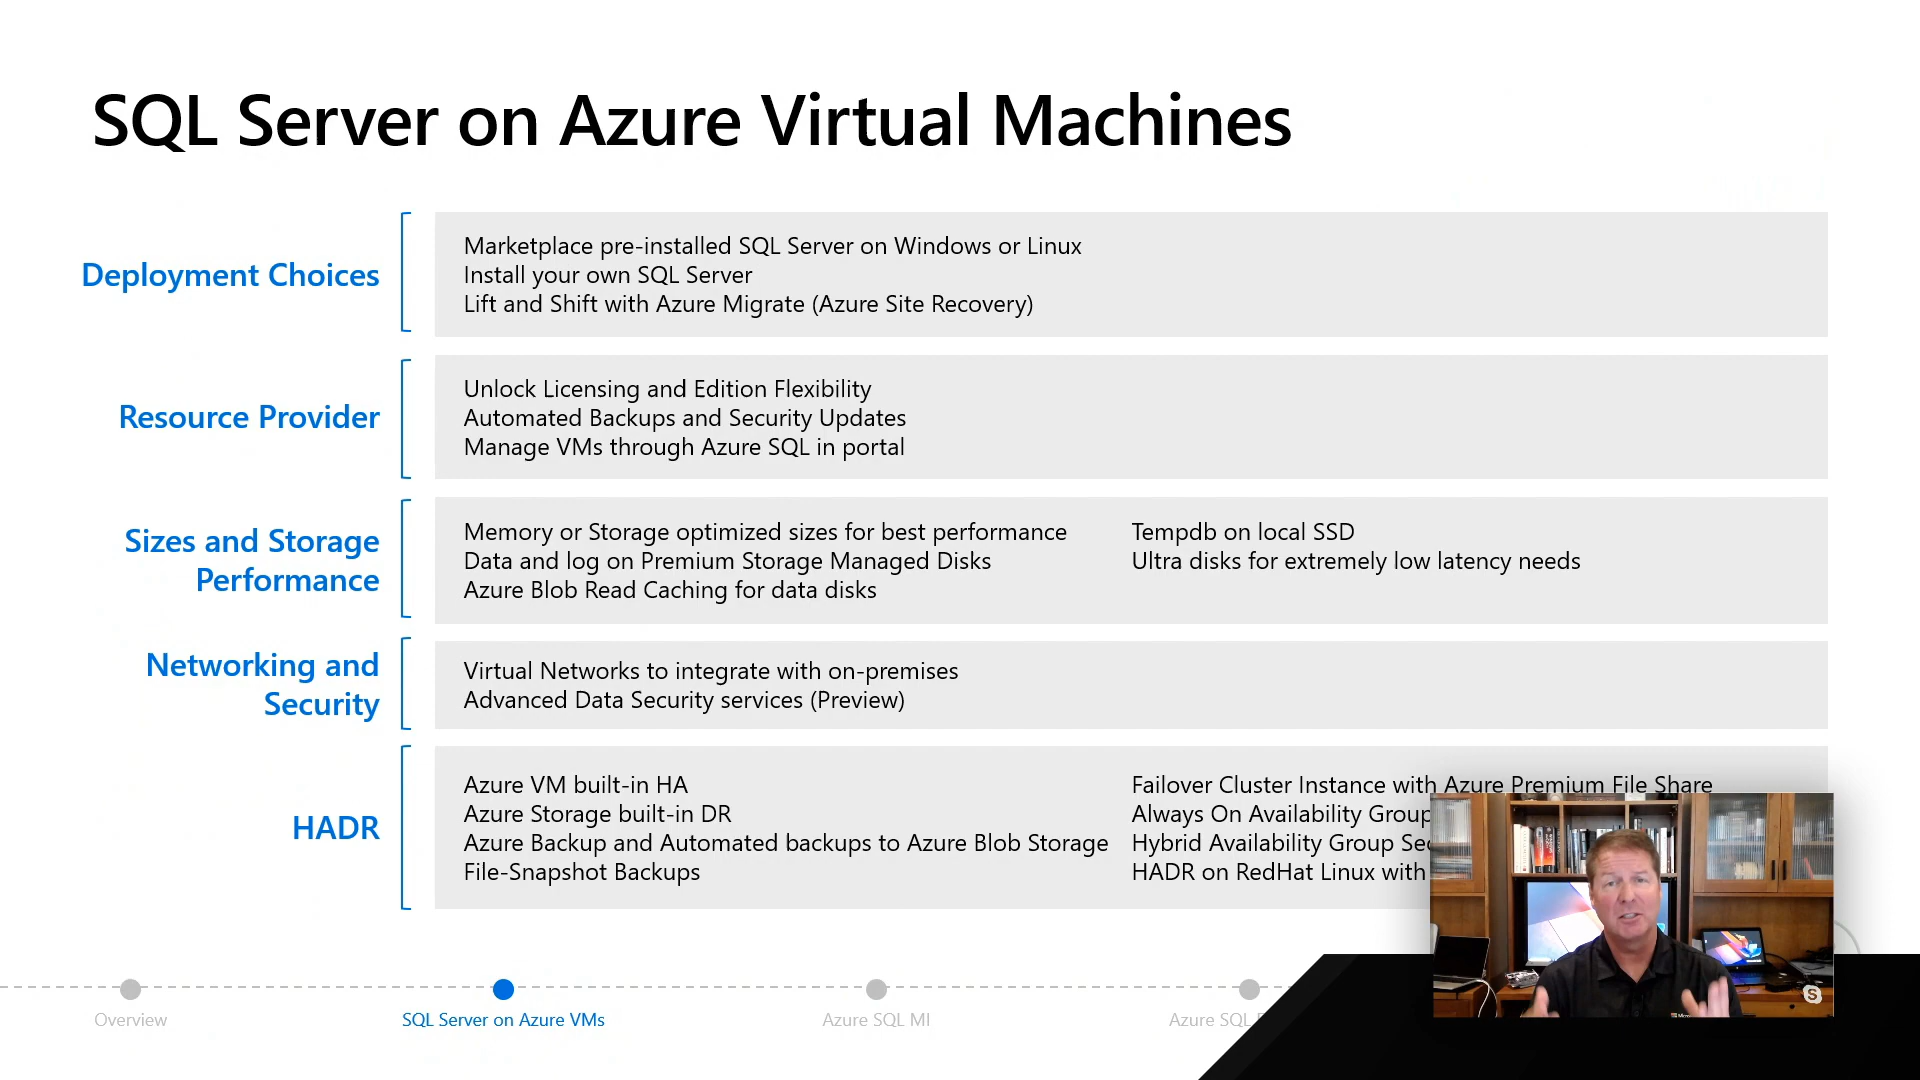 SQL Server on Azure Virtual Machines
Deployment Choices
Marketplace pre-installed SQL Server on Windows or Linux
Install your own SQL Server
Lift and Shift with Azure Migrate (Azure Site Recovery)
Resource Provider
Unlock Licensing and Edition Flexibility
Automated Backups and Security Updates
Manage VMs through Azure SQL in portal
Sizes and Storage
Performance
Memory or Storage optimized sizes for best performance
Data and log on Premium Storage Managed Disks
Azure Blob Read Caching for data disks
Tempdb on local SSD
Ultra disks for extremely low latency needs
Networking and
Security
Virtual Networks to integrate with on-premises
Advanced Data Security services (Preview)
HADR
Azure VM built-in HA
Azure Storage built-in DR
Azure Backup and Automated backups to Azure Blob Storage
File-Snapshot Backups
Failover Cluster Instance with Azure Premium File Share
Always On Availability Group
Hybrid Availability Group
HADR on RedHat Linux with
Overview
SQL Server on Azure VMs
Azure SQL MI
Azure SQL